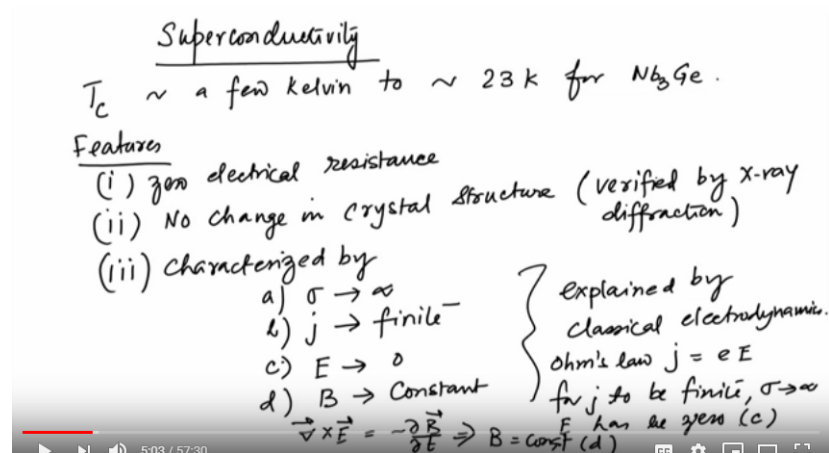 Superconductivity
Tc ~ a few kelvin to ~ 23 K for Nb3Ge.
Features
(i) zero electrical resistance
(ii) No change in crystal structure (verified by X-ray diffraction)
(iii) characterized by
a) σ → ∞
b) j → finite
c) E → 0
d) B → Constant
explained by
classical electrodynamics.
ohm's law j = e E
for j to be finite, σ→∞
E has be zero (c)
∇ × E = -∂B/∂t ⇒ B = const (d)
5:03 / 57:30